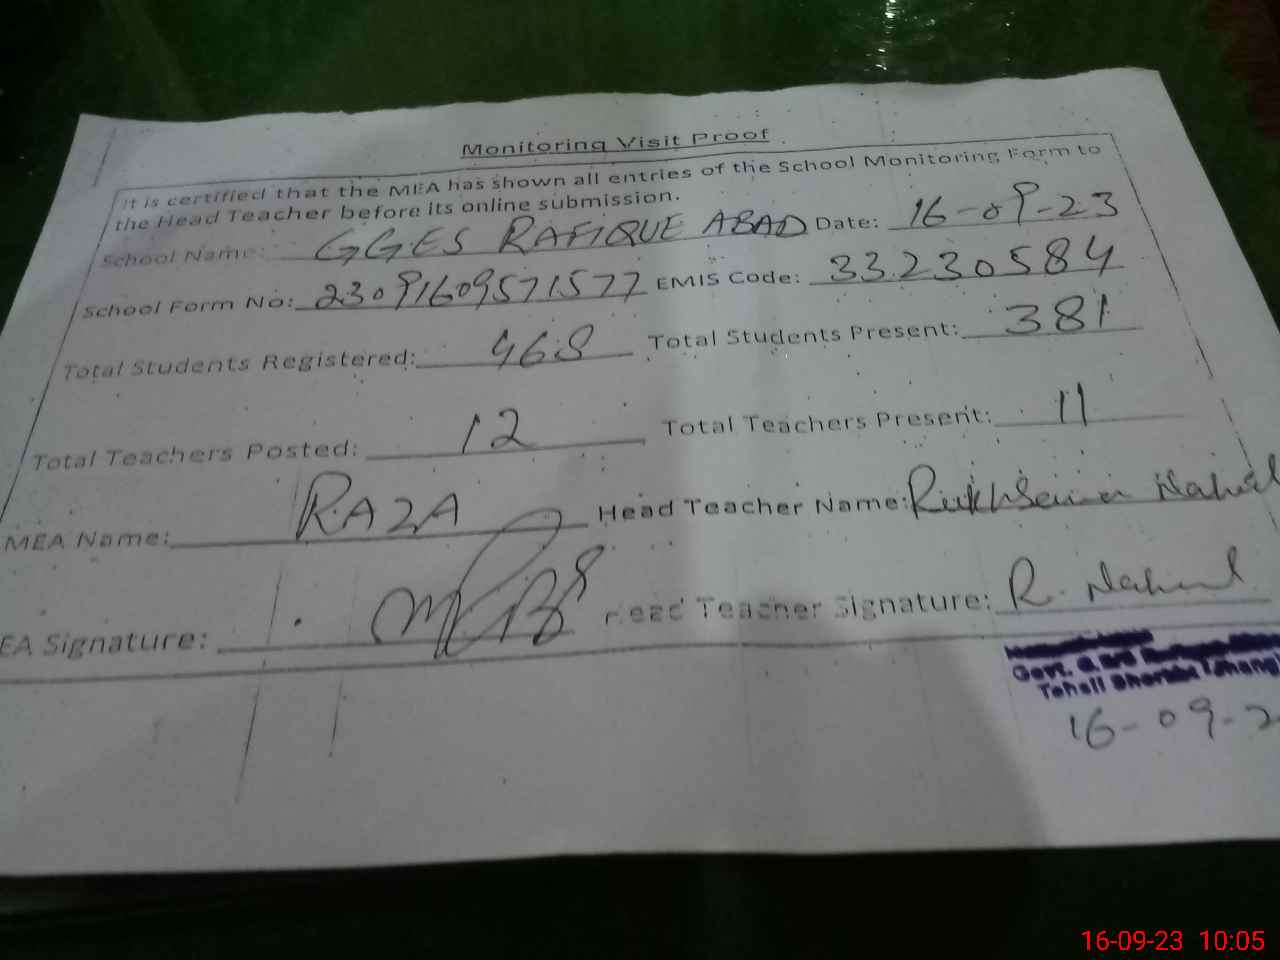 Monitoring Visit Proof
It is certified that the MEA has shown all entries of the School Monitoring Form to
the Head Teacher before its online submission.
School Name: GGES RAFIQUE ABAD Date: 16-09-23
School Form No: 23091609571577 EMIS Code: 33230584
Total Students Registered: 468 Total Students Present: 381
Total Teachers Posted: 12 Total Teachers Present: 11
MEA Name: RAZA Head Teacher Name: Rukhsana Nahid
EA Signature: Head Teacher Signature: R. Nahid
Govt. G
Tehsil
16-09-2
16-09-23 10:05